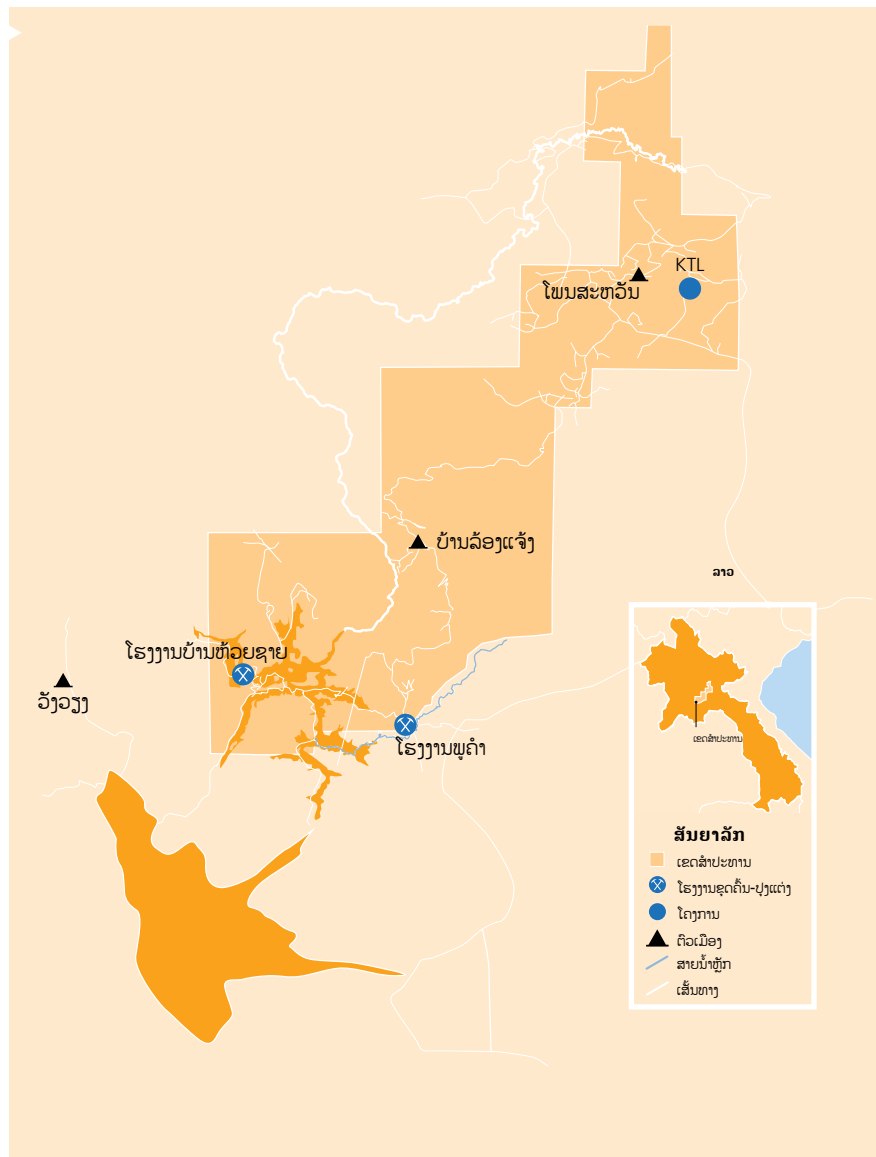 KTL
ໂພນສະຫວັນ
ບ້ານລ້ອງແຈ້ງ
ລາວ
ໂຮງງານບ້ານຫ້ວຍຊາຍ
ວັງວຽງ
ໂຮງງານພູຄຳ
ເຂດສຳປະທານ
ສັນຍາລັກ
ເຂດສຳປະທານ
ໂຮງງານຂຸດຄົ້ນ-ປຸງແຕ່ງ
ໂຄງການ
ຕົວເມືອງ
ສາຍນ້ຳຫຼັກ
ເສັ້ນທາງ